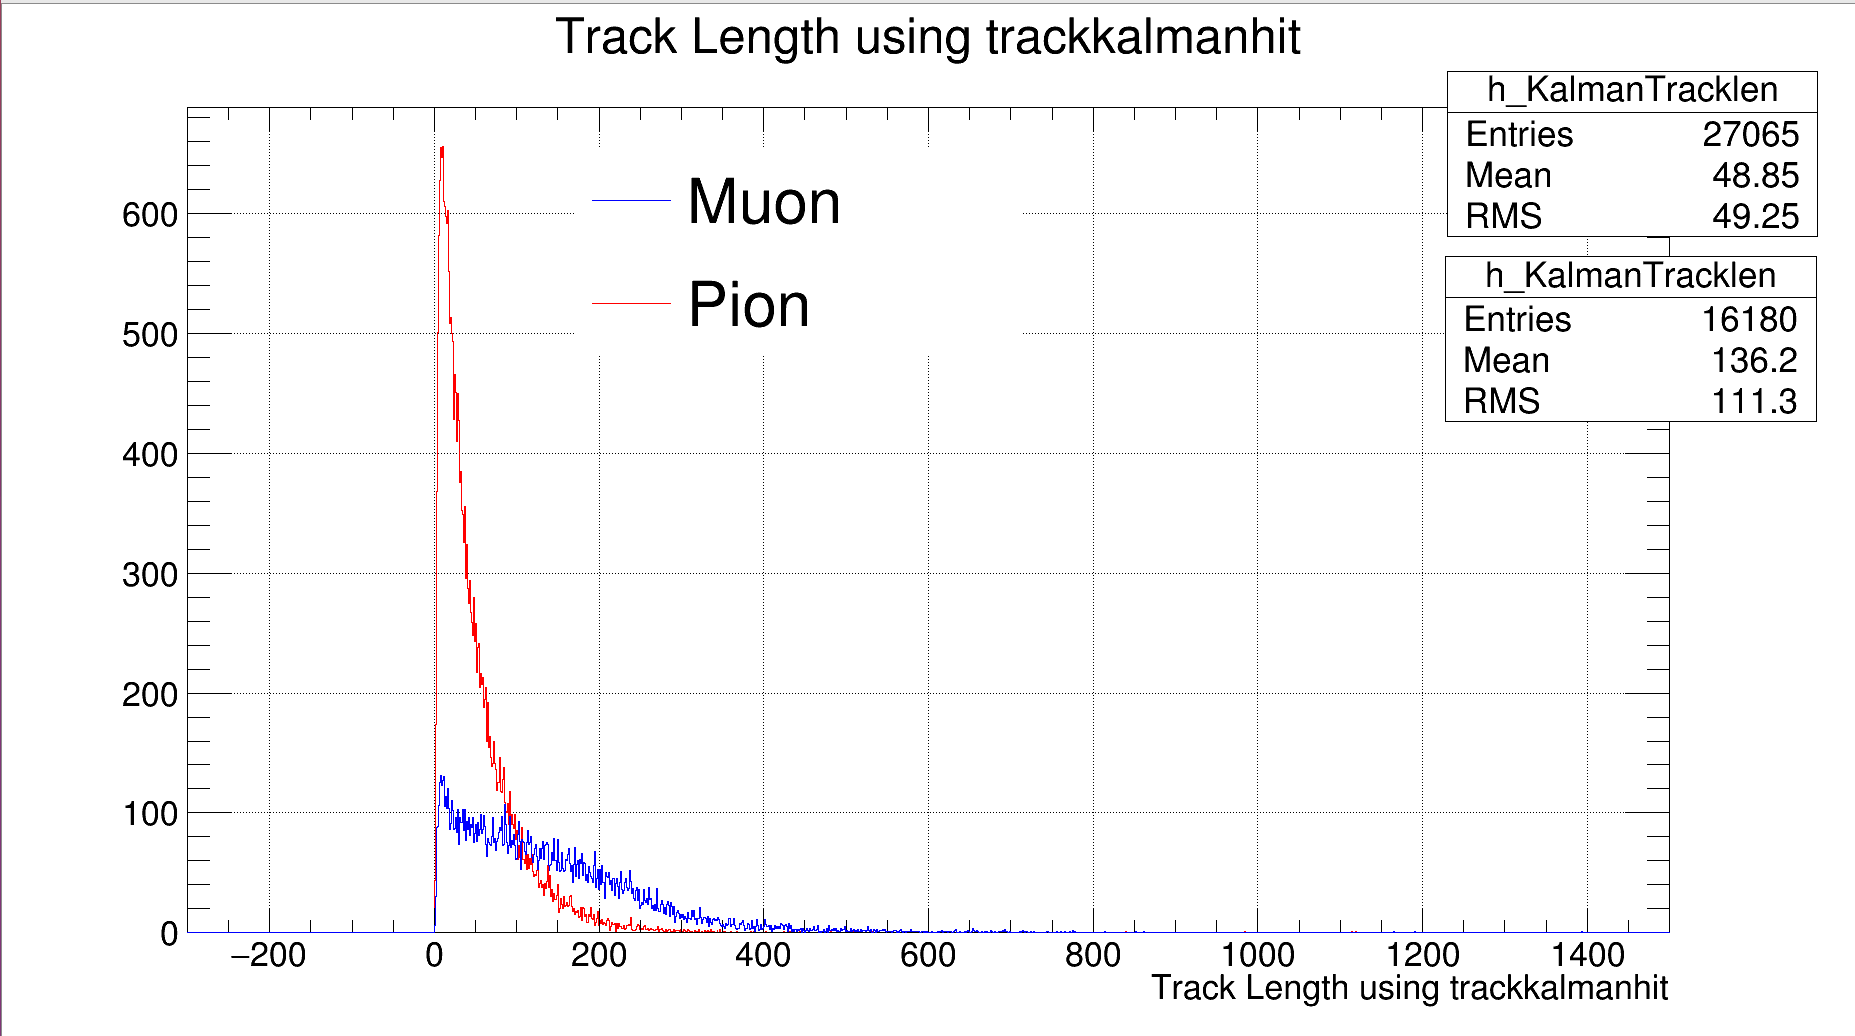 Track Length using trackkalmanhit
h_KalmanTracklen
Entries 27065
Mean 48.85
RMS 49.25
h_KalmanTracklen
Entries 16180
Mean 136.2
RMS 111.3
Muon
Pion
600
500
400
300
200
100
0
−200 0 200 400 600 800 1000 1200 1400
Track Length using trackkalmanhit